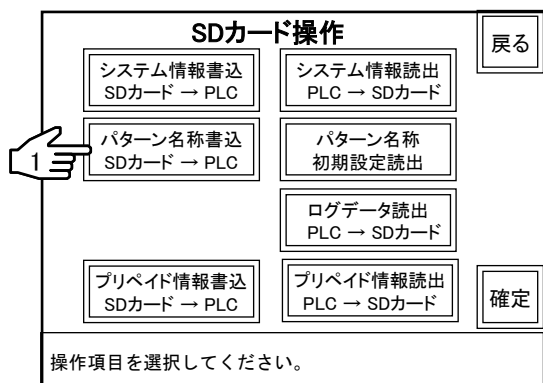 SDカード操作
戻る
システム情報書込
SDカード → PLC
システム情報読出
PLC → SDカード
1
パターン名称書込
SDカード → PLC
パターン名称
初期設定読出
ログデータ読出
PLC → SDカード
プリペイド情報書込
SDカード → PLC
プリペイド情報読出
PLC → SDカード
確定
操作項目を選択してください。